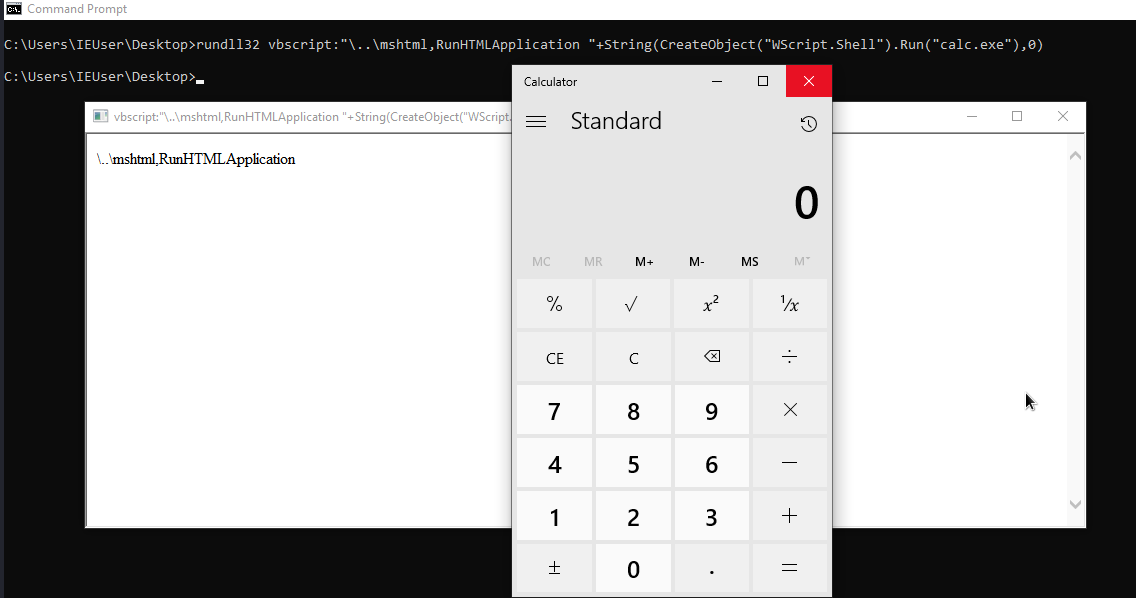 Command Prompt
C:\Users\IEUser\Desktop>rundll32 vbscript:"\..\mshtml,RunHTMLApplication "+String(CreateObject("WScript.Shell").Run("calc.exe"),0)
C:\Users\IEUser\Desktop>
vbscript:"\..\mshtml,RunHTMLApplication "+String(CreateObject("WScript.
\..\mshtml,RunHTMLApplication
Calculator
Standard
0
MC MR M+ M- MS M˅
% √ x² ¹/x
CE C ÷
7 8 9 ×
4 5 6 −
1 2 3 +
± 0 . =